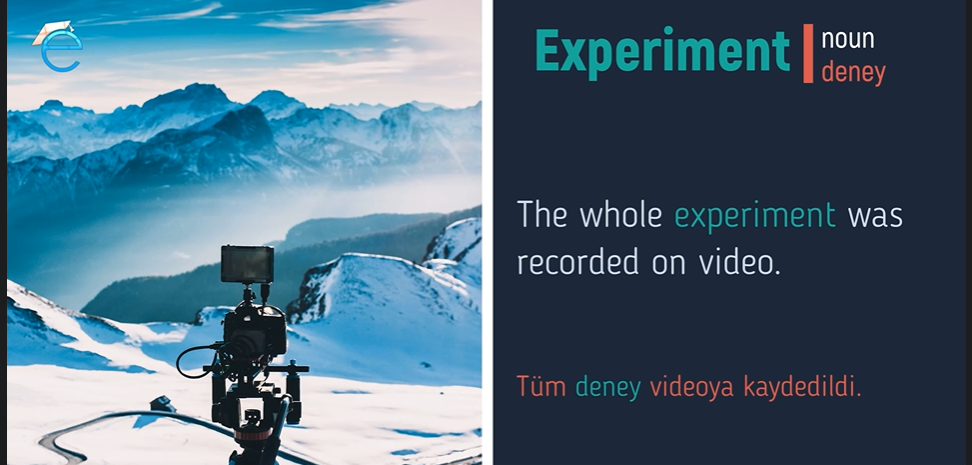 Experiment
noun
deney
The whole experiment was
recorded on video.
Tüm deney videoya kaydedildi.